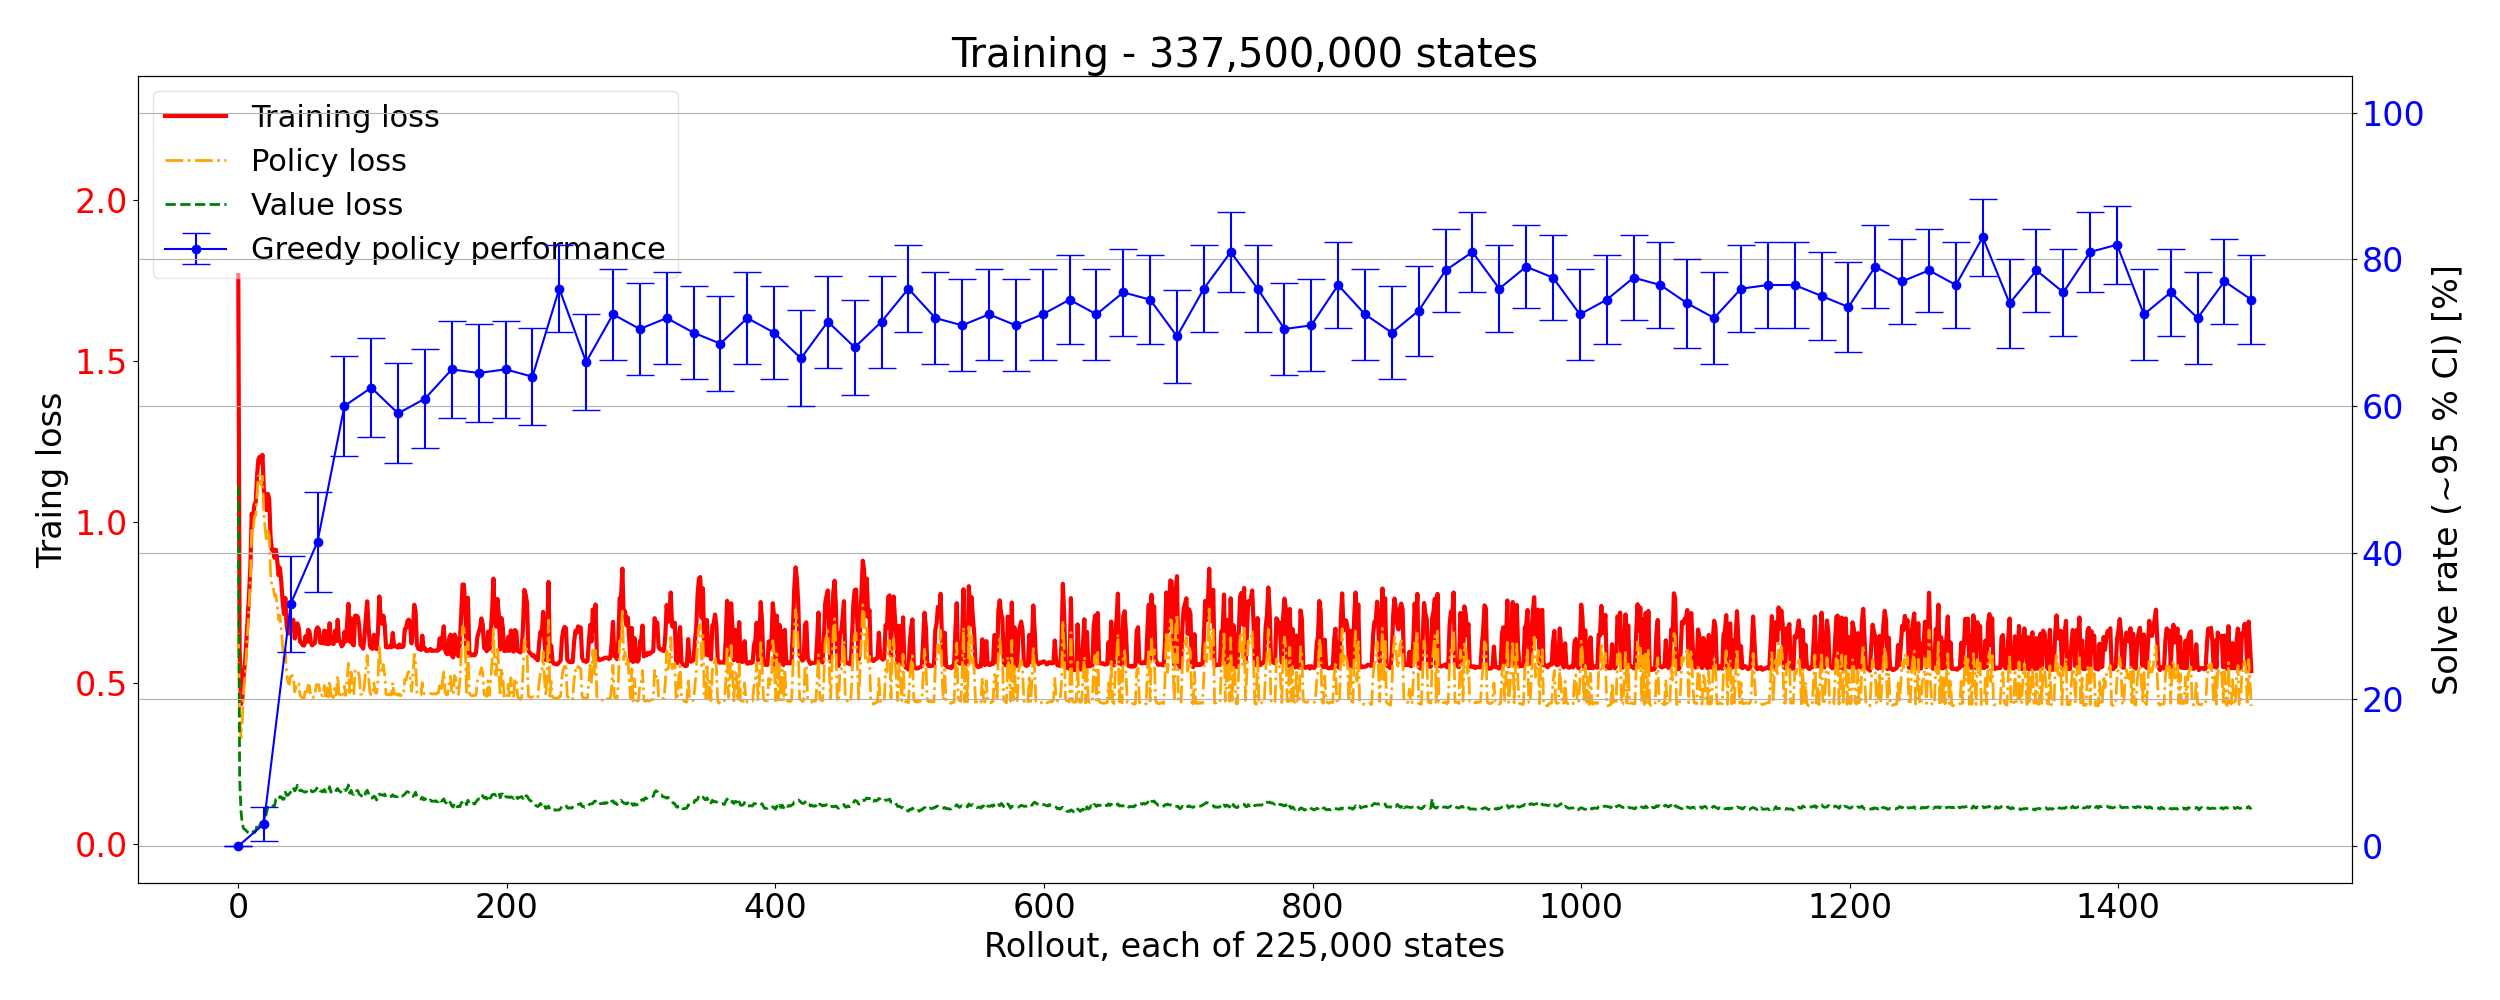 Training - 337,500,000 states
Training loss
Policy loss
Value loss
Greedy policy performance
2.0
1.5
1.0
0.5
0.0
Traing loss
100
80
60
40
20
0
Solve rate (~95 % CI) [%]
0 200 400 600 800 1000 1200 1400
Rollout, each of 225,000 states